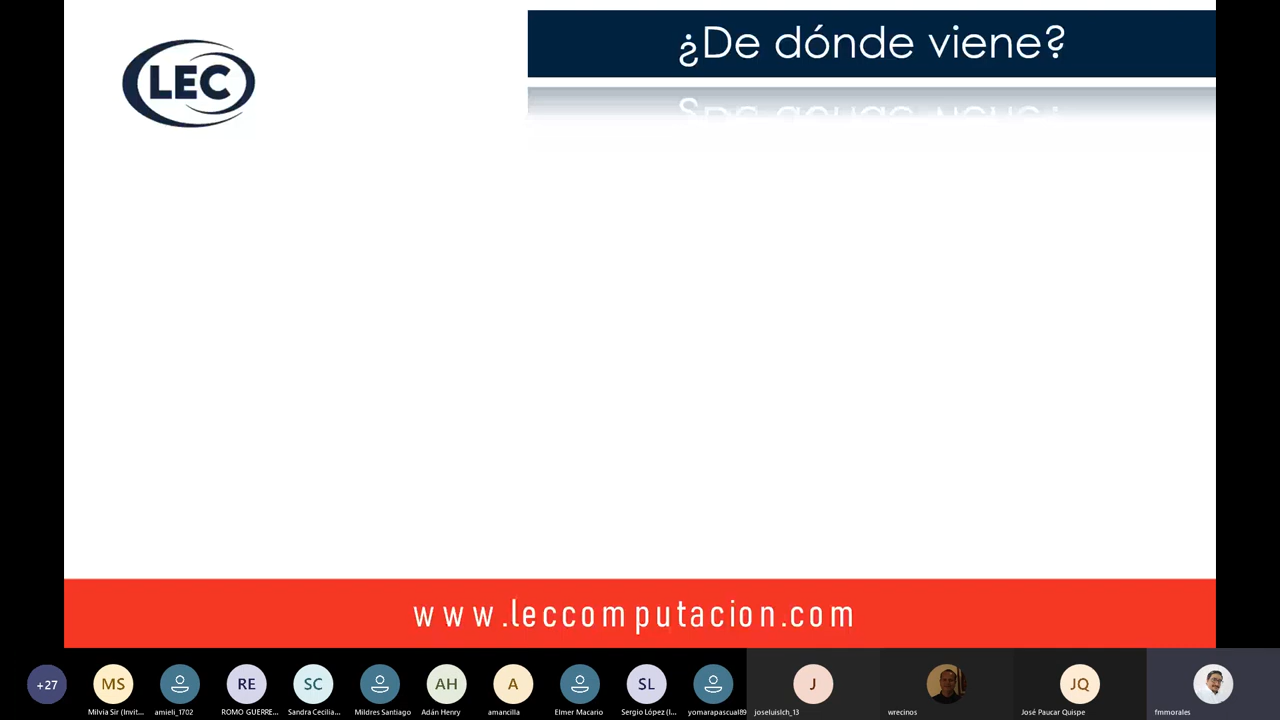 ¿De dónde viene?
LEC
www.leccomputacion.com
+27
MS
RE
SC
AH
A
SL
J
JQ
Milvia Sir (Invit...
amieli_1702
ROMO GUERRE...
Sandra Cecilia...
Mildres Santiago
Adán Henry
amancilla
Elmer Macario
Sergio López (I...
yomarapascual89
joseluislch_13
wrecinos
José Paucar Quispe
fmmorales